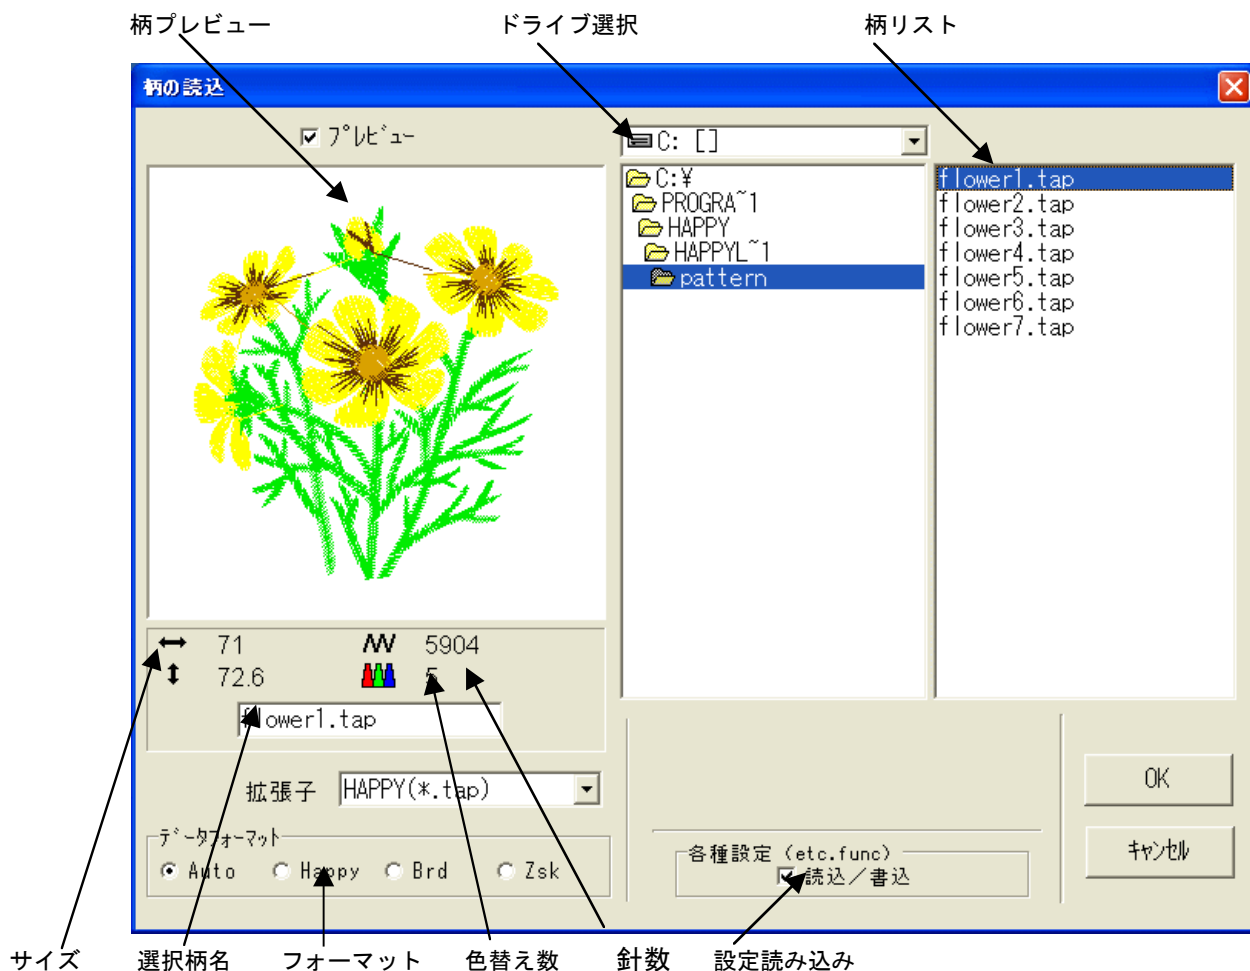 柄プレビュー ドライブ選択 柄リスト
柄の読込
ﾌﾟﾚﾋﾞｭｰ
C: []
C:¥
PROGRA~1
HAPPY
HAPPYL~1
pattern
flower1.tap
flower2.tap
flower3.tap
flower4.tap
flower5.tap
flower6.tap
flower7.tap
71 5904
72.6 5
flower1.tap
拡張子 HAPPY(*.tap)
ﾃﾞｰﾀﾌｫｰﾏｯﾄ
Auto Happy Brd Zsk
各種設定 (etc.func)
読込／書込
OK
ｷｬﾝｾﾙ
サイズ 選択柄名 フォーマット 色替え数 針数 設定読み込み